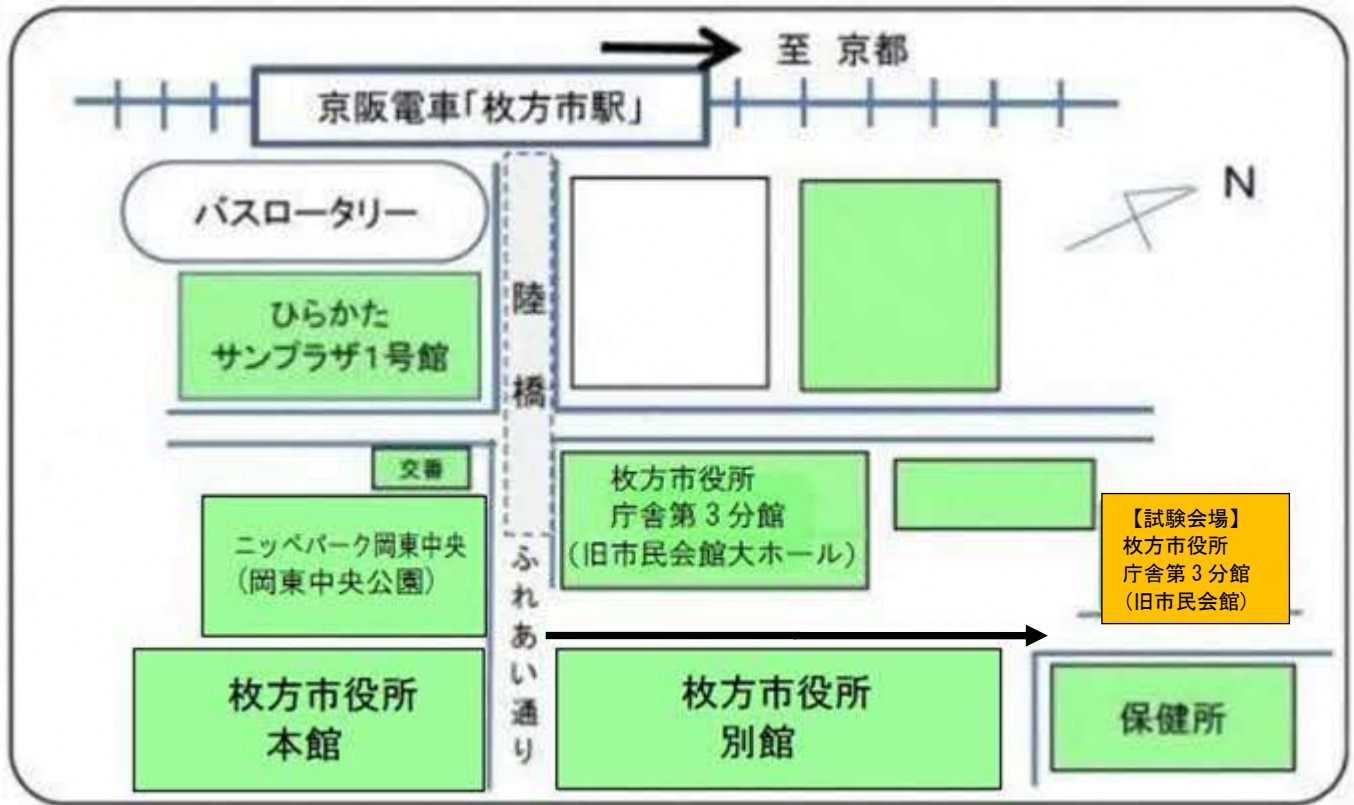 至 京都
京阪電車「枚方市駅」
N
バスロータリー
ひらかた
サンプラザ1号館
陸橋
交番
枚方市役所
庁舎第3分館
(旧市民会館大ホール)
【試験会場】
枚方市役所
庁舎第3分館
(旧市民会館)
ニッペパーク岡東中央
(岡東中央公園)
ふれあい通り
枚方市役所
本館
枚方市役所
別館
保健所